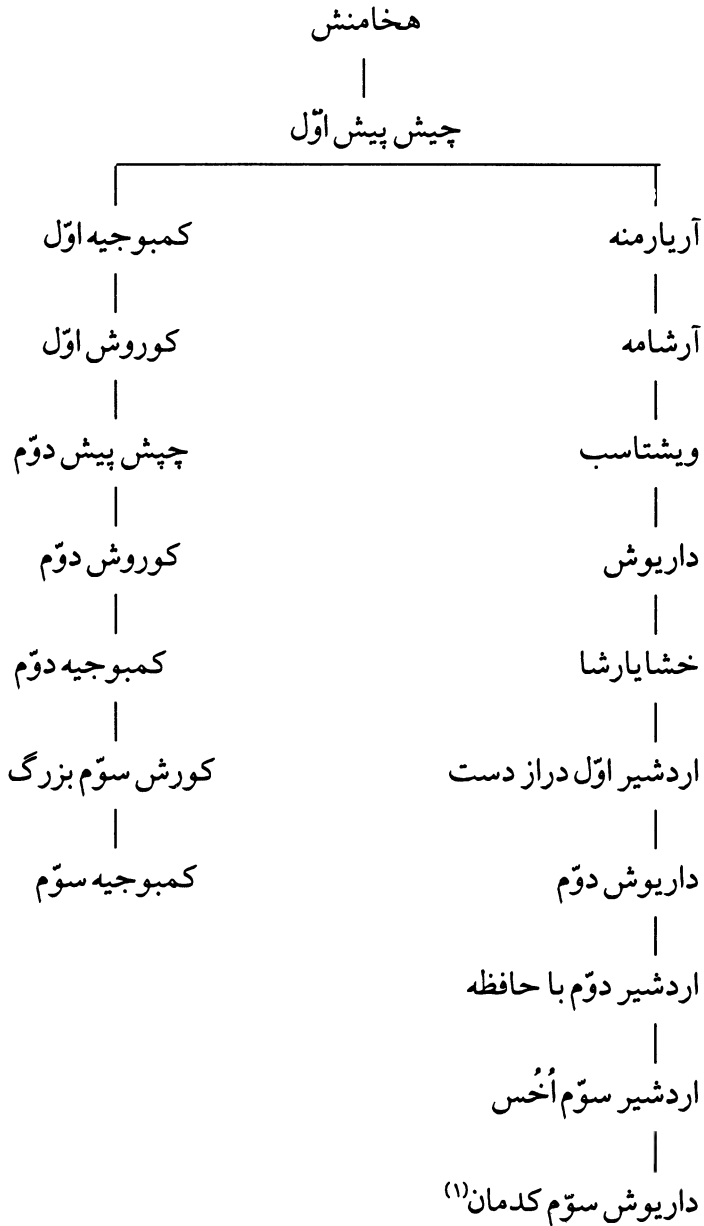 هخامنش
چیش پیش اوّل
آریارمنه
کمبوجیه اوّل
آرشامه
کوروش اوّل
ویشتاسب
چپش پیش دوّم
داریوش
کوروش دوّم
خشایارشا
کمبوجیه دوّم
اردشیر اوّل دراز دست
کورش سوّم بزرگ
داریوش دوّم
کمبوجیه سوّم
اردشیر دوّم با حافظه
اردشیر سوّم اُخُس
داریوش سوّم کدمان(۱)